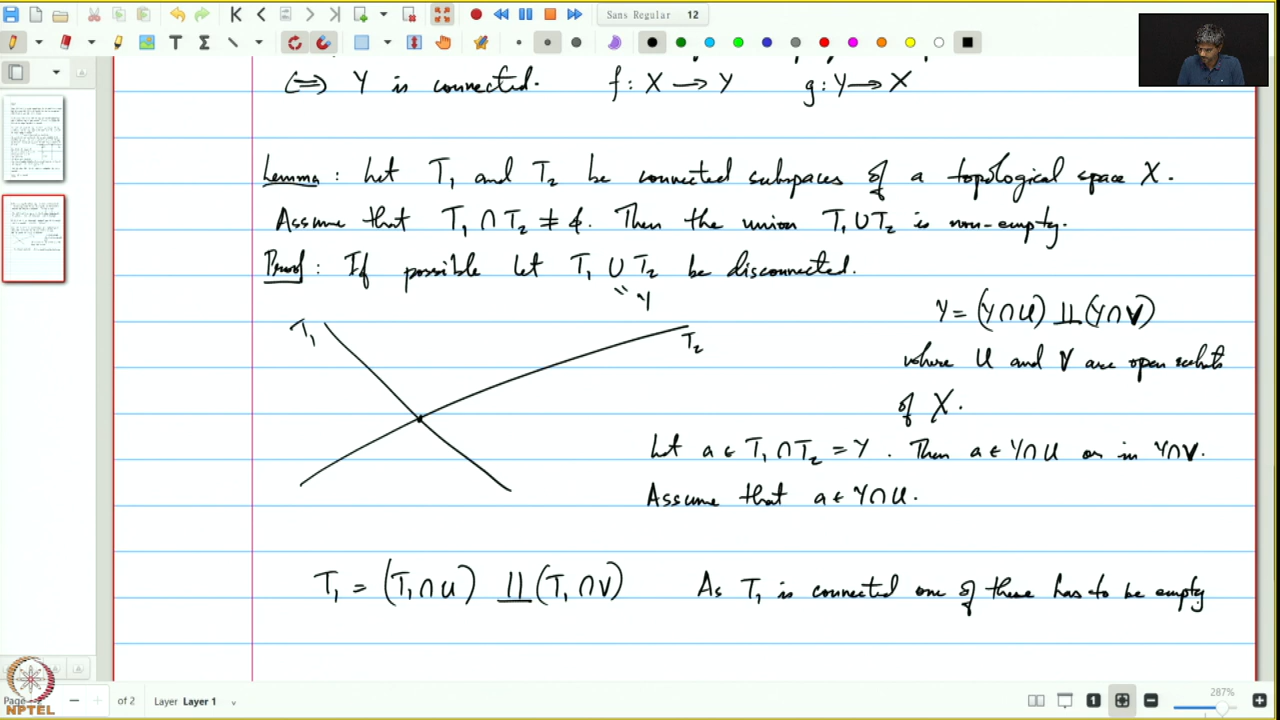 Sans Regular 12
⟺ Y is connected. f : X → Y g : Y → X
Lemma : Let T₁ and T₂ be connected subspaces of a topological space X.
Assume that T₁ ∩ T₂ ≠ ϕ. Then the union T₁ ∪ T₂ is non-empty.
Proof : If possible let T₁ ∪ T₂ be disconnected.
" Y
T₁
T₂
Y = (Y∩U) ⨿ (Y∩V)
where U and V are open subsets
of X.
Let a ∈ T₁ ∩ T₂ = Y . Then a ∈ Y∩U or in Y∩V.
Assume that a ∈ Y∩U.
T₁ = (T₁∩U) ⨿ (T₁∩V) As T₁ is connected one of these has to be empty
Page
of 2 Layer Layer 1
287%
NPTEL